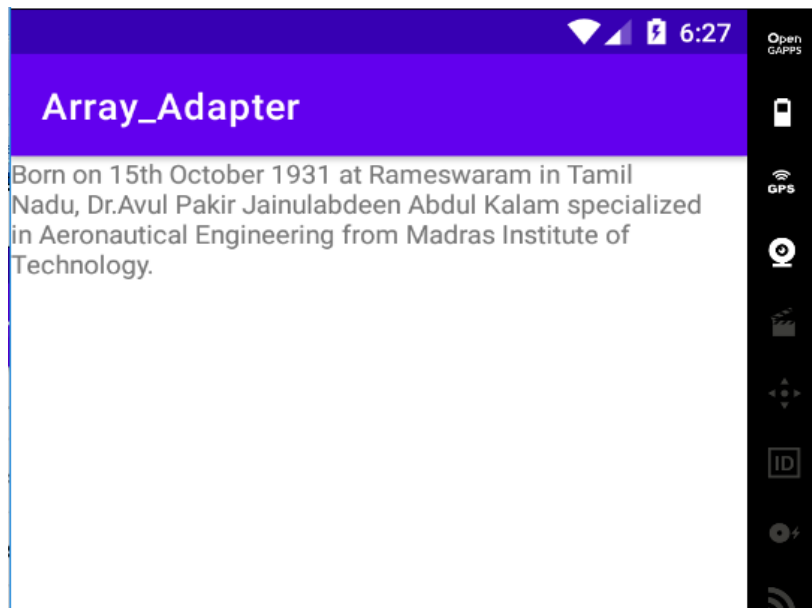 6:27
Open
GAPPS
Array_Adapter
GPS
Born on 15th October 1931 at Rameswaram in Tamil
Nadu, Dr.Avul Pakir Jainulabdeen Abdul Kalam specialized
in Aeronautical Engineering from Madras Institute of
Technology.
ID